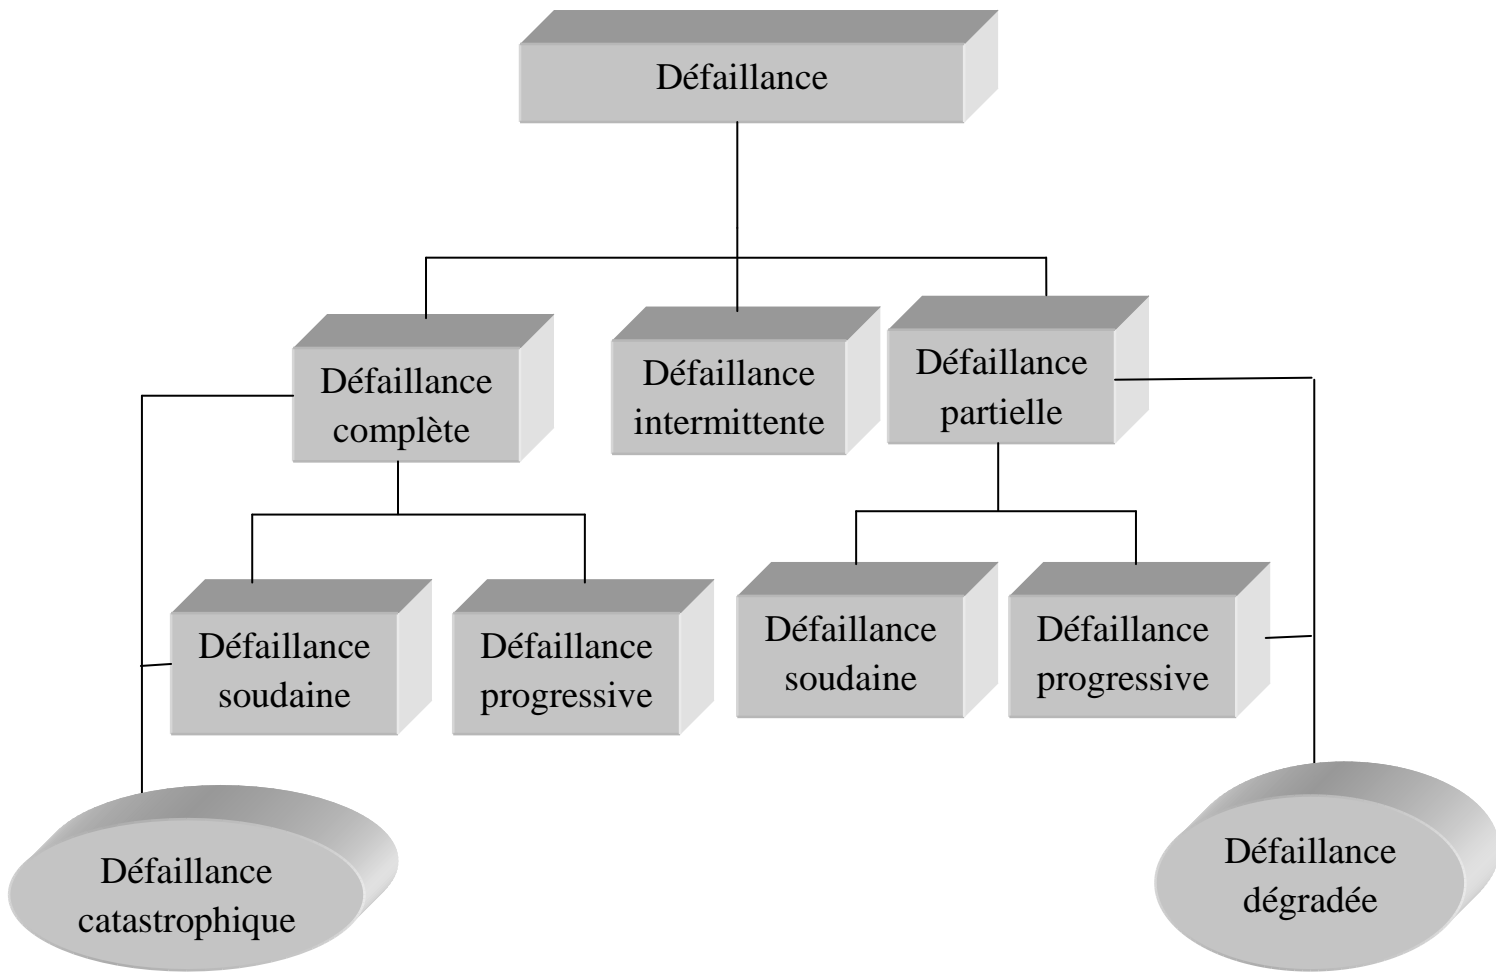 Défaillance
Défaillance
complète
Défaillance
intermittente
Défaillance
partielle
Défaillance
soudaine
Défaillance
progressive
Défaillance
soudaine
Défaillance
progressive
Défaillance
catastrophique
Défaillance
dégradée